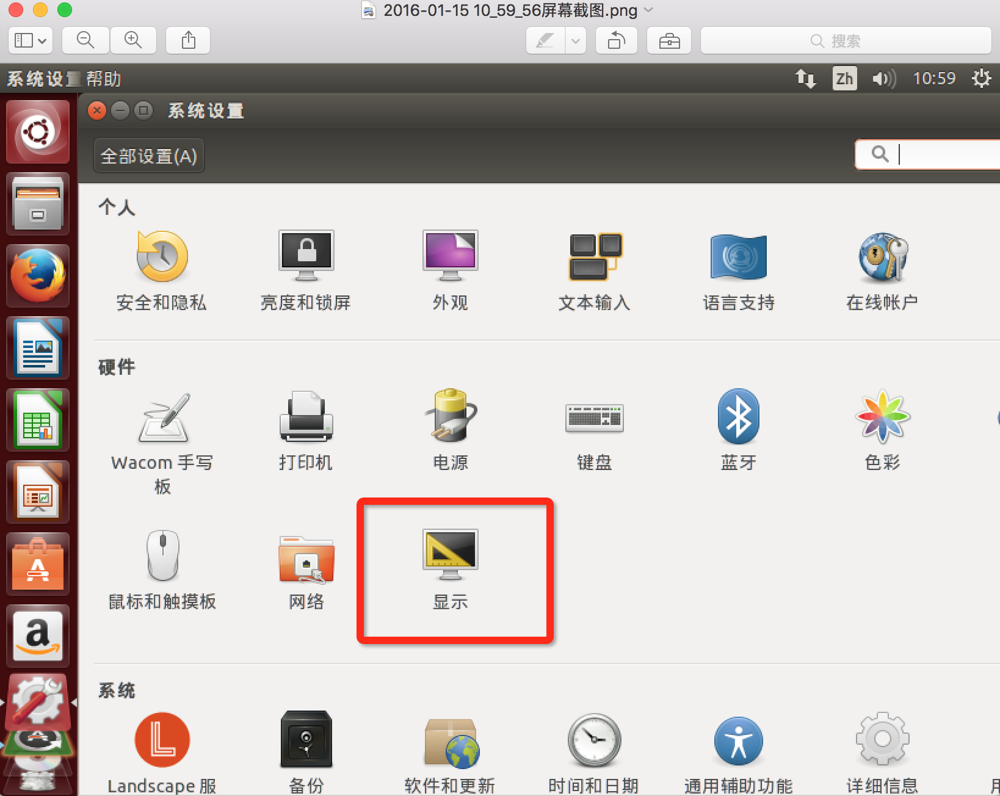 2016-01-15 10_59_56屏幕截图.png
搜索
系统设置 帮助
Zh
10:59
系统设置
全部设置(A)
个人
安全和隐私
亮度和锁屏
外观
文本输入
语言支持
在线帐户
硬件
Wacom 手写
板
打印机
电源
键盘
蓝牙
色彩
鼠标和触摸板
网络
显示
系统
Landscape 服
备份
软件和更新
时间和日期
通用辅助功能
详细信息